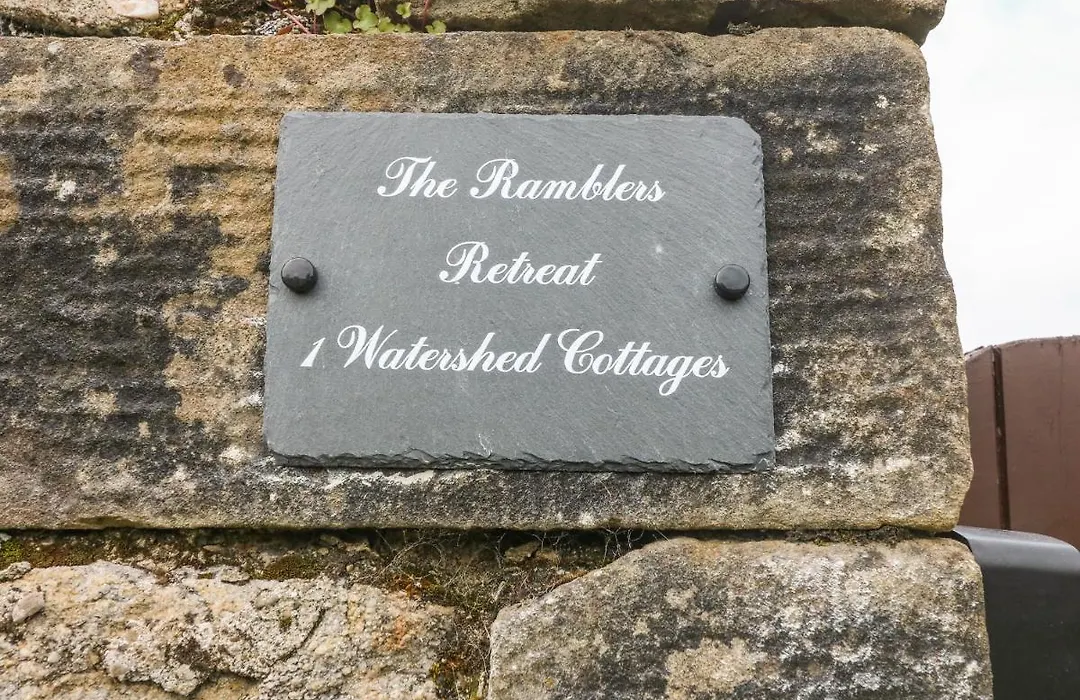 The Ramblers
Retreat
1 Watershed Cottages